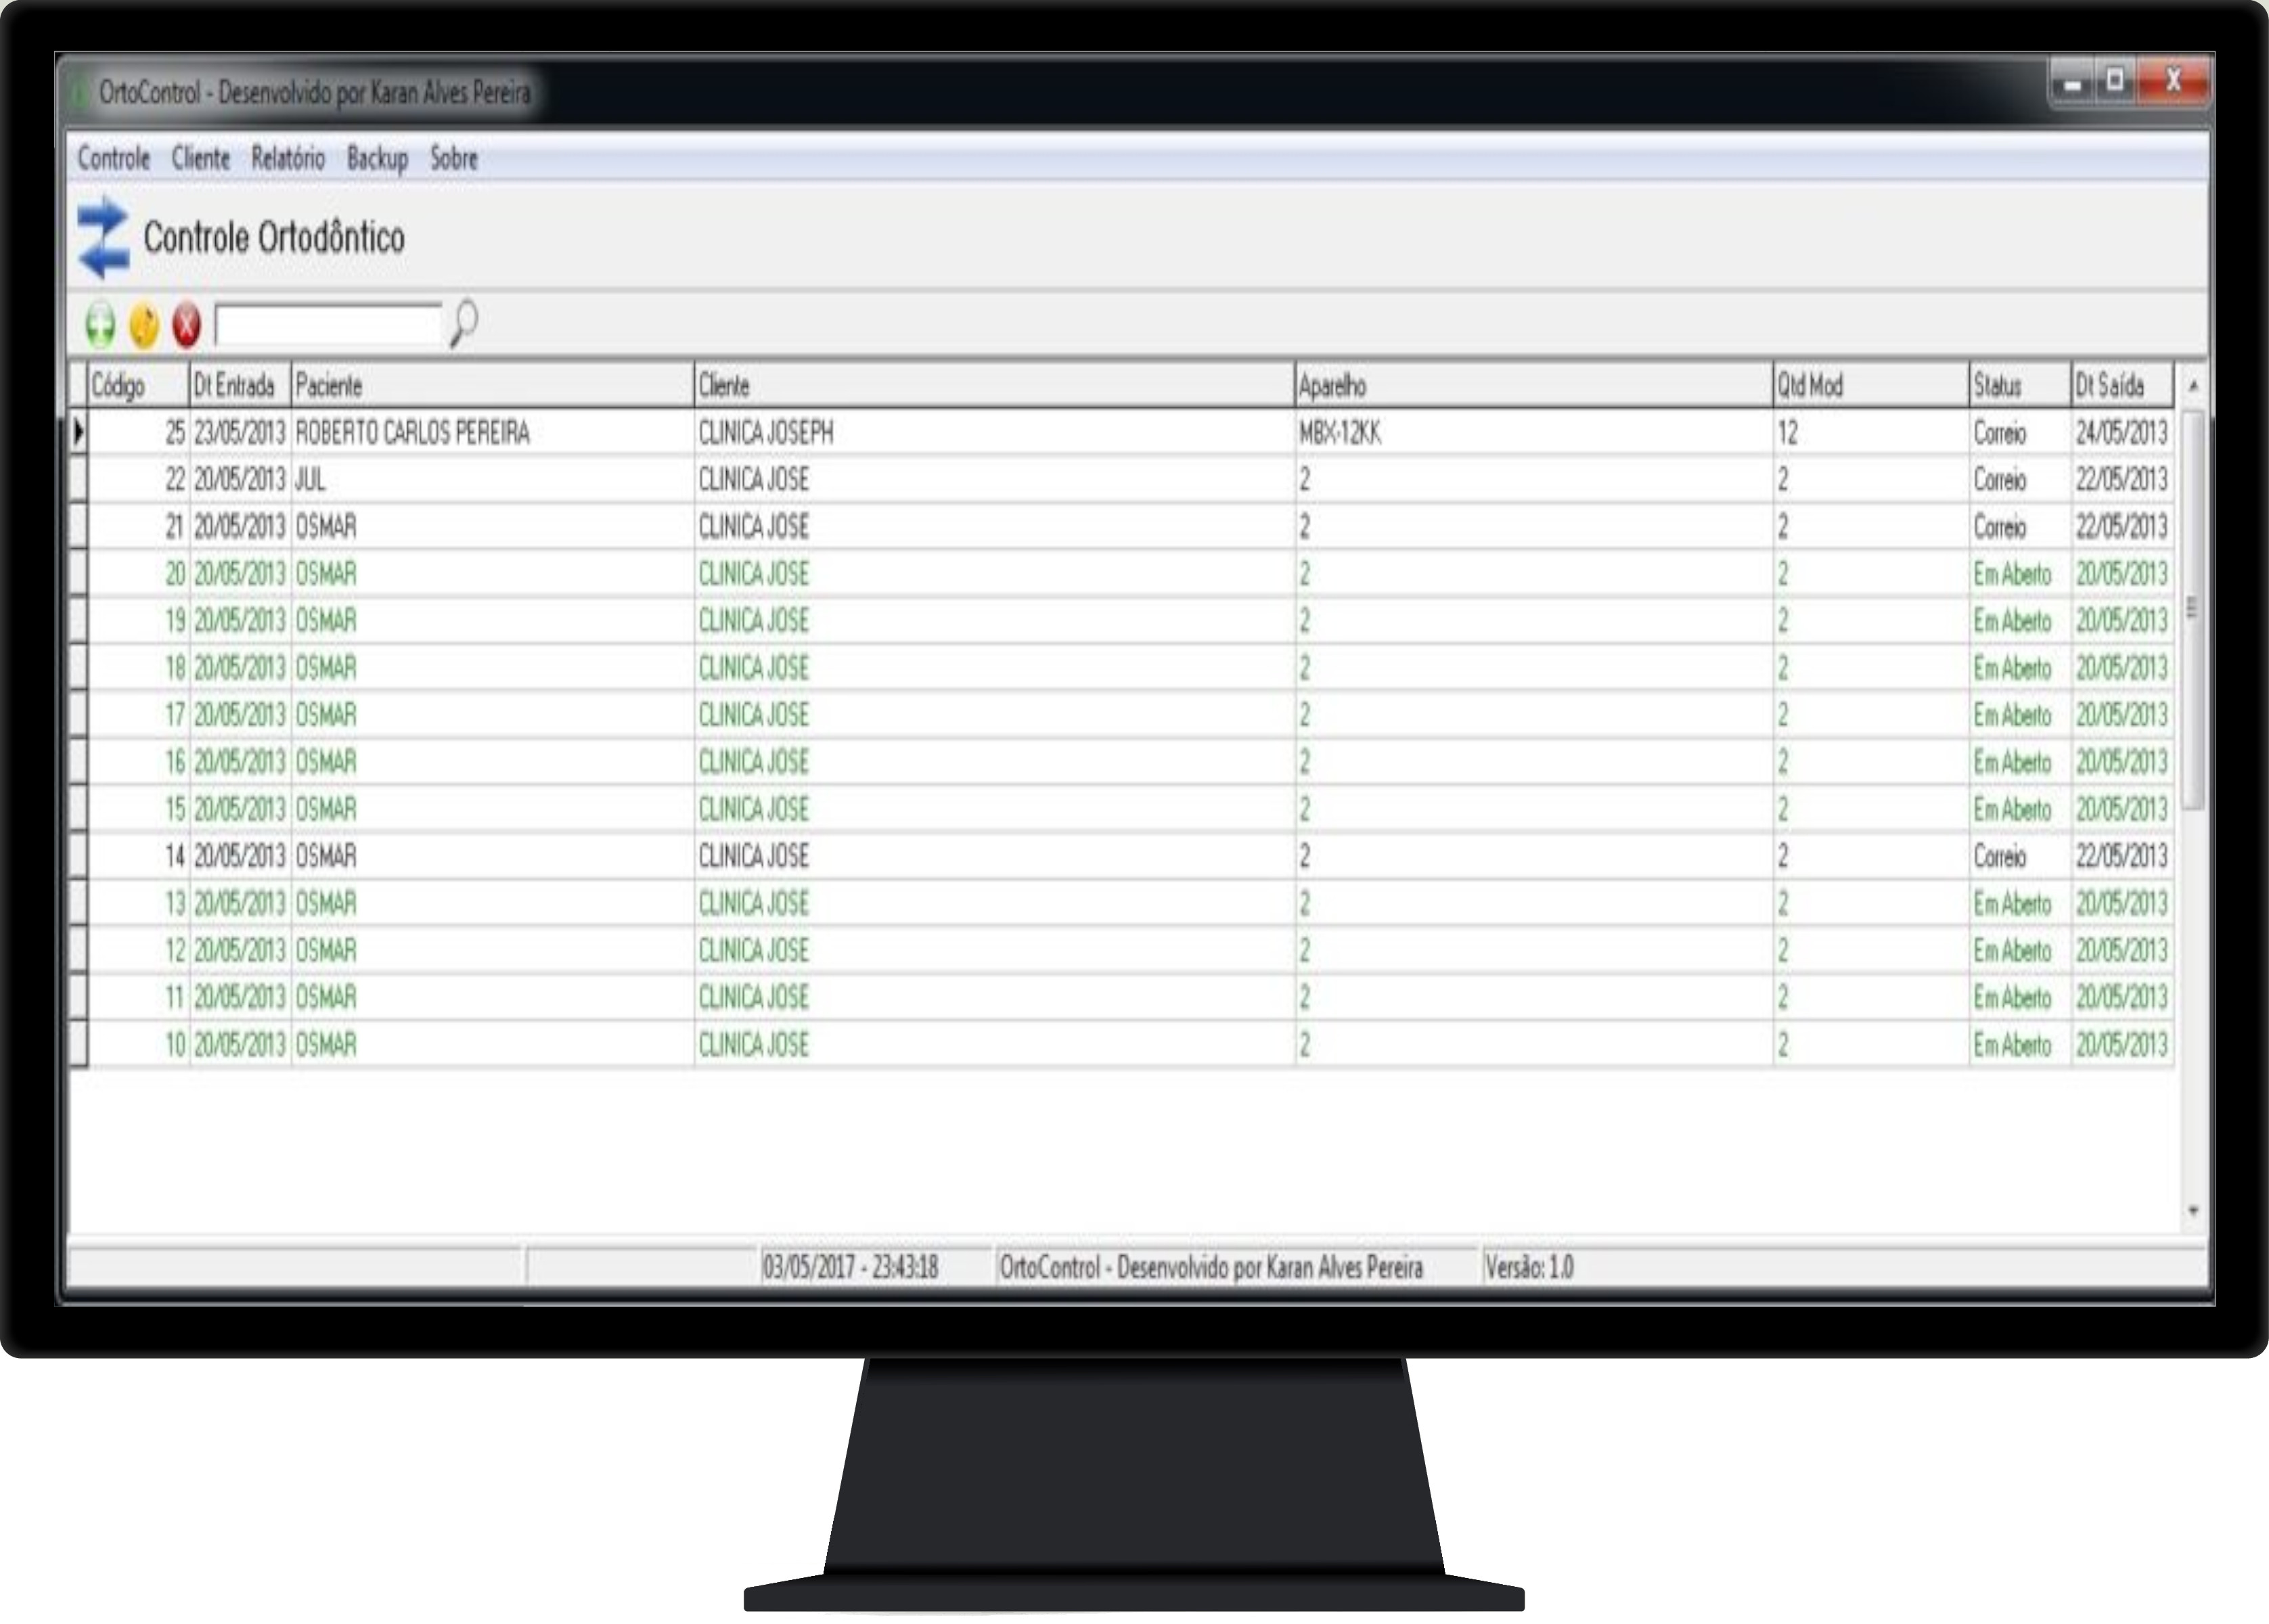 OrtoControl - Desenvolvido por Karan Alves Pereira
Controle Cliente Relatório Backup Sobre
Controle Ortodôntico
Código Dt Entrada Paciente Cliente Aparelho Qtd Mod Status Dt Saída
25 23/05/2013 ROBERTO CARLOS PEREIRA CLINICA JOSEPH MBX-12KK 12 Correio 24/05/2013
22 20/05/2013 JUL CLINICA JOSE 2 2 Correio 22/05/2013
21 20/05/2013 OSMAR CLINICA JOSE 2 2 Correio 22/05/2013
20 20/05/2013 OSMAR CLINICA JOSE 2 2 Em Aberto 20/05/2013
19 20/05/2013 OSMAR CLINICA JOSE 2 2 Em Aberto 20/05/2013
18 20/05/2013 OSMAR CLINICA JOSE 2 2 Em Aberto 20/05/2013
17 20/05/2013 OSMAR CLINICA JOSE 2 2 Em Aberto 20/05/2013
16 20/05/2013 OSMAR CLINICA JOSE 2 2 Em Aberto 20/05/2013
15 20/05/2013 OSMAR CLINICA JOSE 2 2 Em Aberto 20/05/2013
14 20/05/2013 OSMAR CLINICA JOSE 2 2 Correio 22/05/2013
13 20/05/2013 OSMAR CLINICA JOSE 2 2 Em Aberto 20/05/2013
12 20/05/2013 OSMAR CLINICA JOSE 2 2 Em Aberto 20/05/2013
11 20/05/2013 OSMAR CLINICA JOSE 2 2 Em Aberto 20/05/2013
10 20/05/2013 OSMAR CLINICA JOSE 2 2 Em Aberto 20/05/2013
03/05/2017 - 23:43:18 OrtoControl - Desenvolvido por Karan Alves Pereira Versão: 1.0